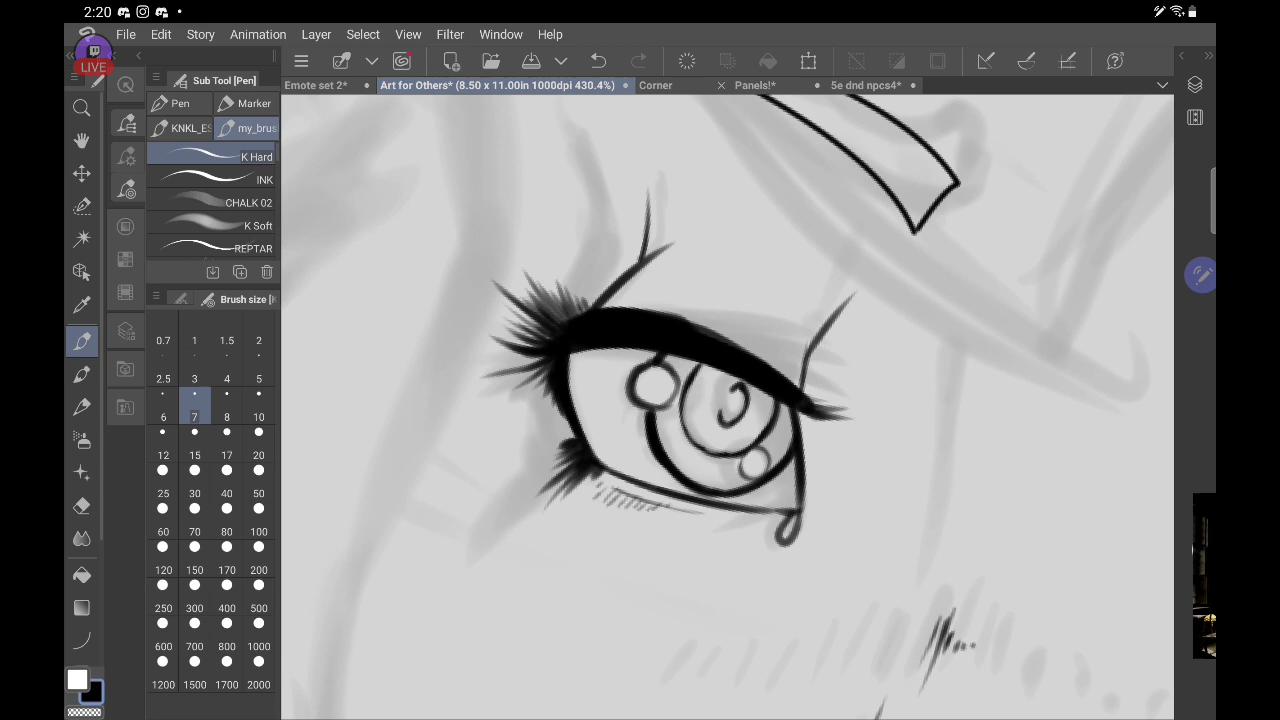 2:20
LIVE
File Edit Story Animation Layer Select View Filter Window Help
Sub Tool [Pen]
Emote set 2* Art for Others* (8.50 x 11.00in 1000dpi 430.4%) Corner Panels!* 5e dnd npcs4*
Pen Marker
KNKL_ES my_brus
K Hard
INK
CHALK 02
K Soft
REPTAR
Brush size [
0.7 1 1.5 2
2.5 3 4 5
6 7 8 10
12 15 17 20
25 30 40 50
60 70 80 100
120 150 170 200
250 300 400 500
600 700 800 1000
1200 1500 1700 2000